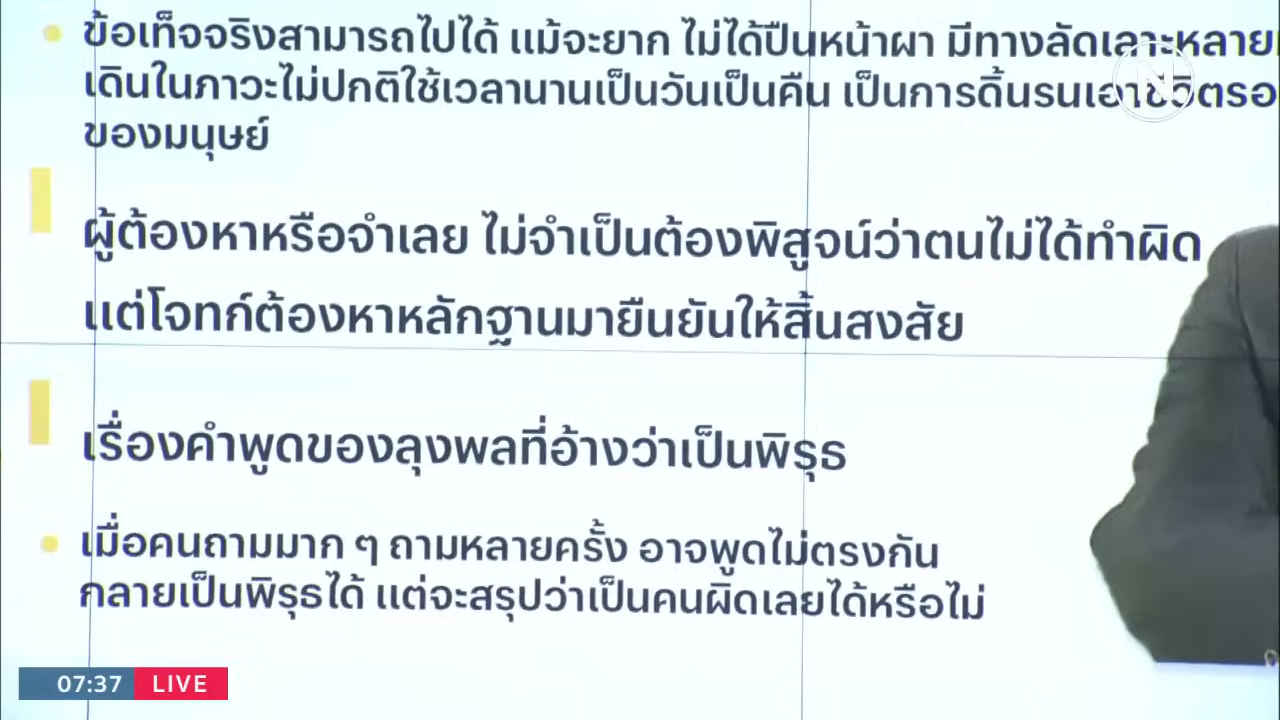 ข้อเท็จจริงสามารถไปได้ แม้จะยาก ไม่ได้ปีนหน้าผา มีทางลัดเลาะหลาย
เดินในภาวะไม่ปกติใช้เวลานานเป็นวันเป็นคืน เป็นการดิ้นรนเอาชีวิตรอ
ของมนุษย์
ผู้ต้องหาหรือจำเลย ไม่จำเป็นต้องพิสูจน์ว่าตนไม่ได้ทำผิด
แต่โจทก์ต้องหาหลักฐานมายืนยันให้สิ้นสงสัย
เรื่องคำพูดของลุงพลที่อ้างว่าเป็นพิรุธ
เมื่อคนถามมาก ๆ ถามหลายครั้ง อาจพูดไม่ตรงกัน
กลายเป็นพิรุธได้ แต่จะสรุปว่าเป็นคนผิดเลยได้หรือไม่
07:37 LIVE